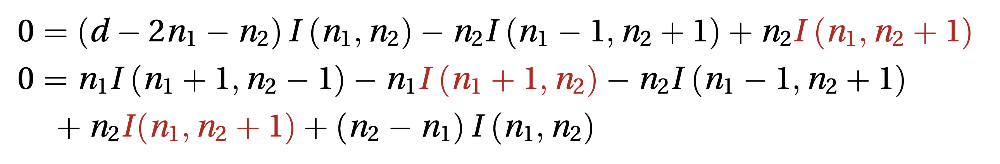 0 = (d − 2n₁ − n₂) I (n₁, n₂) − n₂I (n₁ − 1, n₂ + 1) + n₂I (n₁, n₂ + 1)
0 = n₁I (n₁ + 1, n₂ − 1) − n₁I (n₁ + 1, n₂) − n₂I (n₁ − 1, n₂ + 1)
+ n₂I(n₁, n₂ + 1) + (n₂ − n₁) I (n₁, n₂)